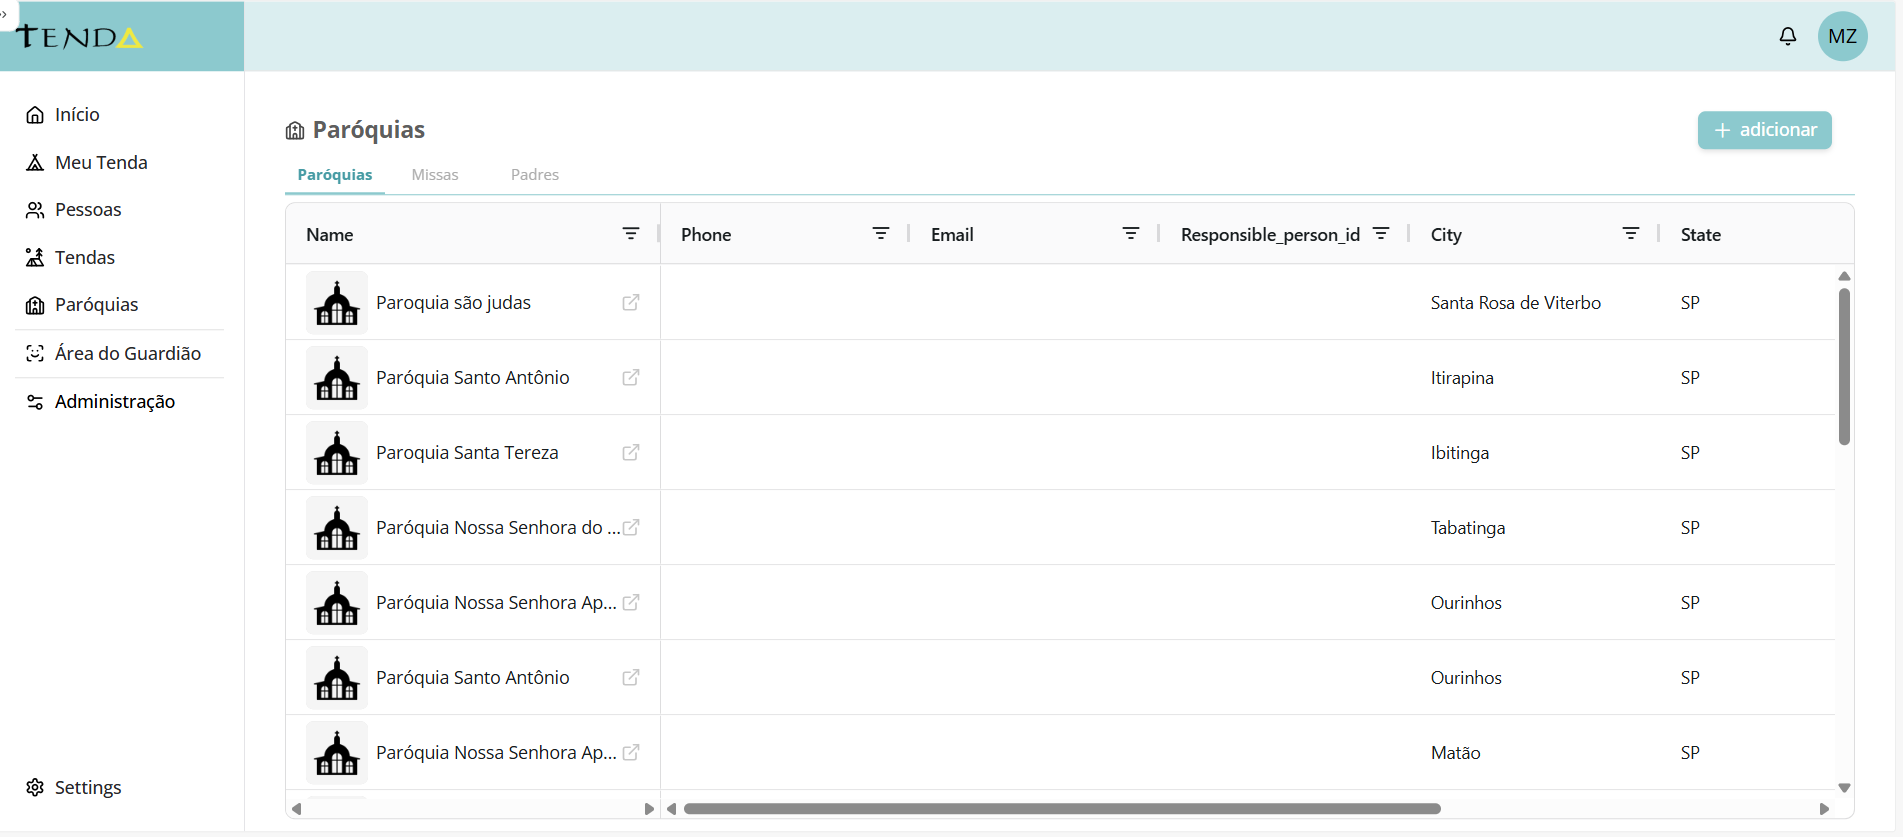 TENDA
MZ
Início
Meu Tenda
Pessoas
Tendas
Paróquias
Área do Guardião
Administração
Settings
Paróquias
adicionar
Paróquias Missas Padres
Name Phone Email Responsible_person_id City State
Paroquia são judas Santa Rosa de Viterbo SP
Paróquia Santo Antônio Itirapina SP
Paroquia Santa Tereza Ibitinga SP
Paróquia Nossa Senhora do ... Tabatinga SP
Paróquia Nossa Senhora Ap... Ourinhos SP
Paróquia Santo Antônio Ourinhos SP
Paróquia Nossa Senhora Ap... Matão SP